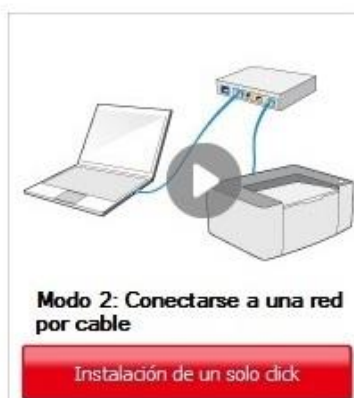 Modo 2: Conectarse a una red
por cable
Instalación de un solo click